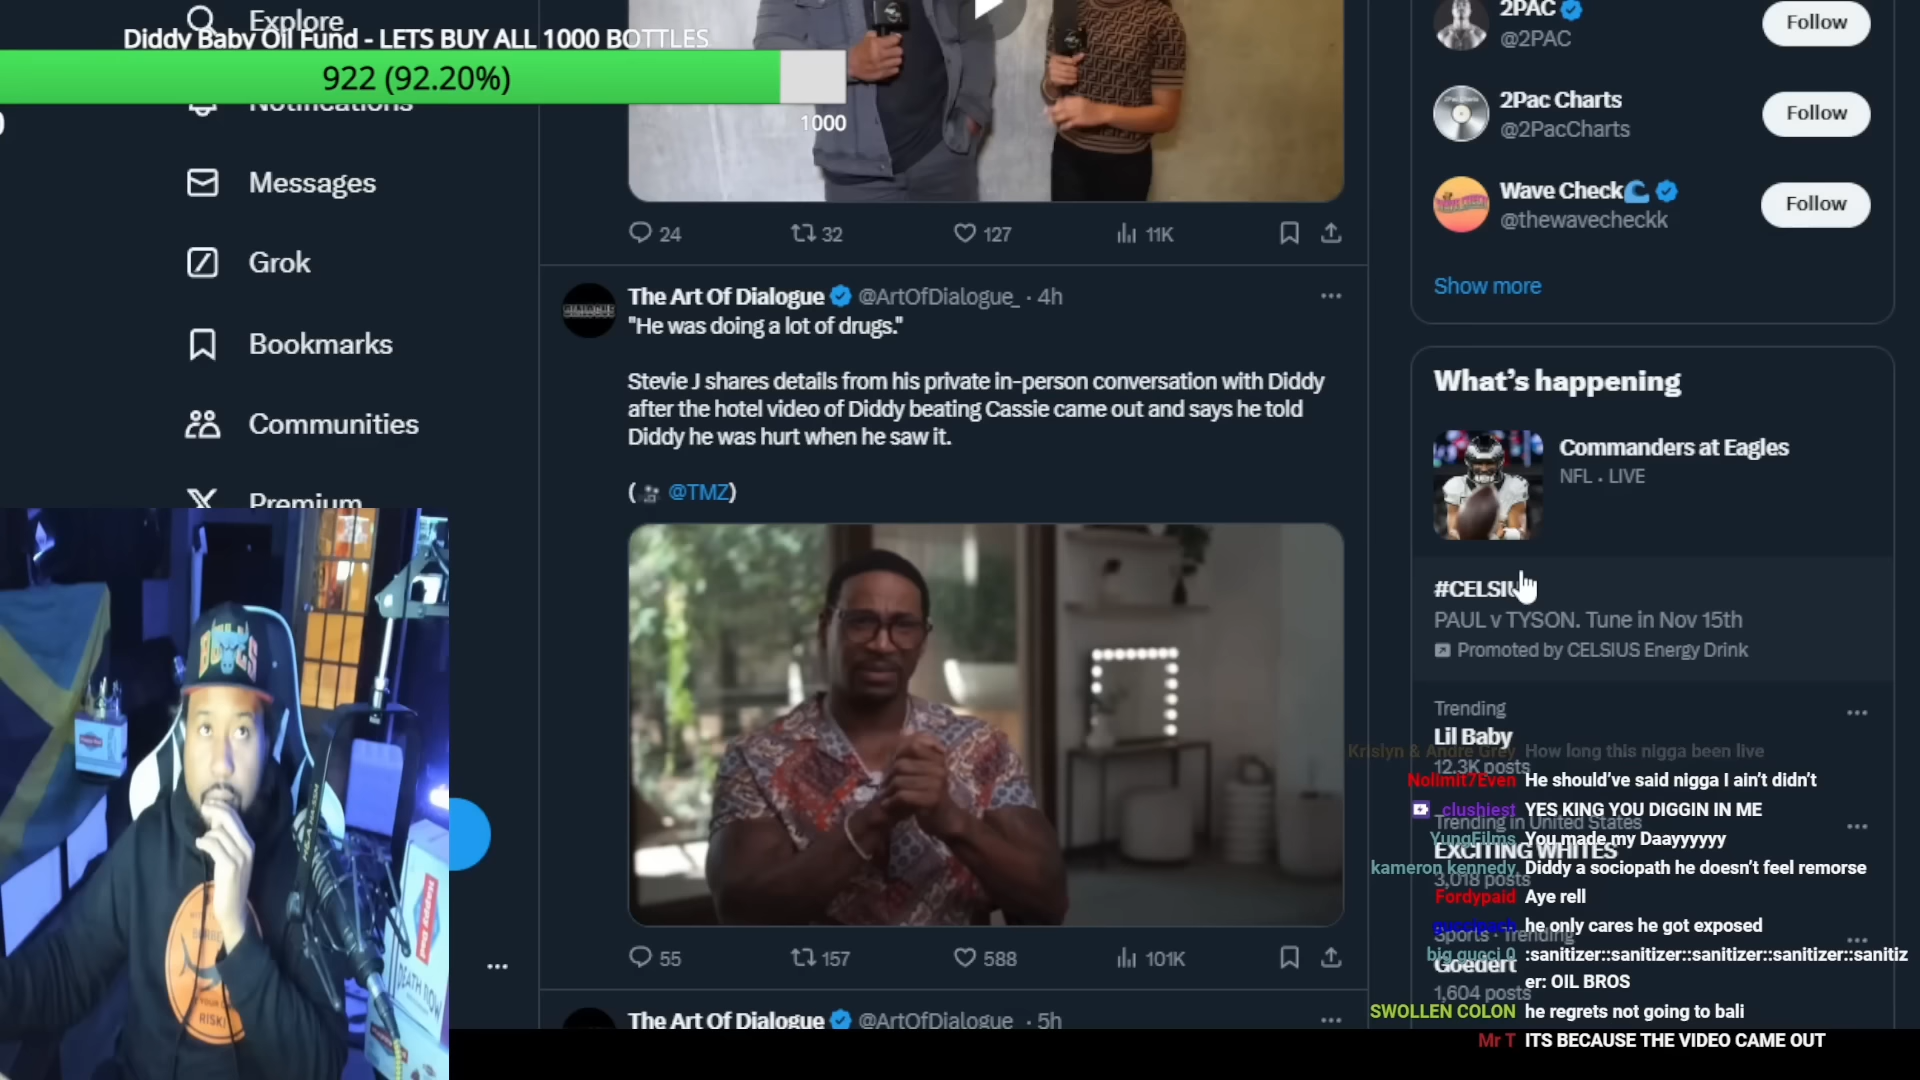 Explore
Diddy Baby Oil Fund - LETS BUY ALL 1000 BOTTLES
922 (92.20%)
1000
Notifications
Messages
Grok
Bookmarks
Communities
Premium
24
32
127
11K
The Art Of Dialogue @ArtOfDialogue_ · 4h
"He was doing a lot of drugs."
Stevie J shares details from his private in-person conversation with Diddy
after the hotel video of Diddy beating Cassie came out and says he told
Diddy he was hurt when he saw it.
( @TMZ)
55
157
588
101K
The Art Of Dialogue @ArtOfDialogue_ · 5h
2PAC
@2PAC
Follow
2Pac Charts
@2PacCharts
Follow
Wave Check
@thewavecheckk
Follow
Show more
What's happening
Commanders at Eagles
NFL · LIVE
#CELSIU
PAUL v TYSON. Tune in Nov 15th
Promoted by CELSIUS Energy Drink
Trending
Lil Baby
12.3K posts
Trending in United States
EXCITING WHITES
3,018 posts
Sports · Trending
Goedert
1,604 posts
Krislyn & Andre Grey How long this nigga been live
Nolimit7Even He should've said nigga I ain't didn't
clushiest YES KING YOU DIGGIN IN ME
YungFilms You made my Daayyyyyy
kameron kennedy Diddy a sociopath he doesn't feel remorse
Fordypaid Aye rell
he only cares he got exposed
big gucci 0 :sanitizer::sanitizer::sanitizer::sanitizer::sanitiz
er: OIL BROS
SWOLLEN COLON he regrets not going to bali
Mr T ITS BECAUSE THE VIDEO CAME OUT
BULLS
RISK!
DEATH ROW